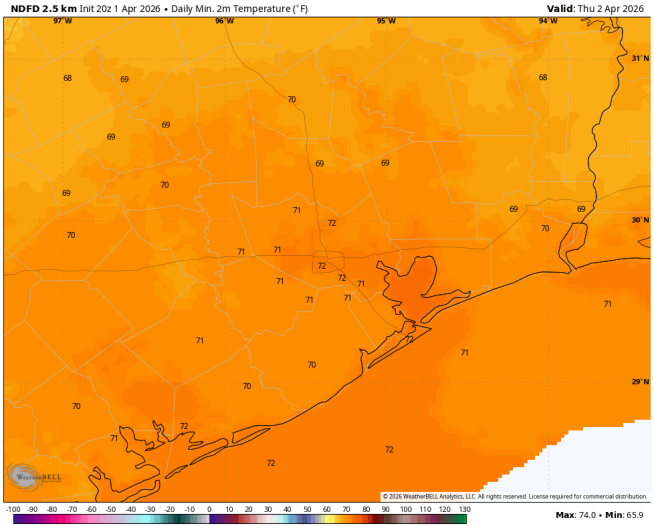 NDFD 2.5 km Init 20z 1 Apr 2026 • Daily Min. 2m Temperature (°F)
Valid: Thu 2 Apr 2026
97°W 96°W 95°W 94°W
31°N
68 69 68
70
69 69
69 69
70
69
71 69 69
72 30°N
70 70
71 71
72
71 72 71
71 71
71
71 72
71
70
70 29°N
70
72
71
72 72
WeatherBELL
© 2026 WeatherBELL Analytics, LLC. All rights reserved. License required for commercial distribution.
-100 -90 -80 -70 -60 -50 -40 -30 -20 -10 0 10 20 30 40 50 60 70 80 90 100 110 120 130
Max: 74.0 • Min: 65.9